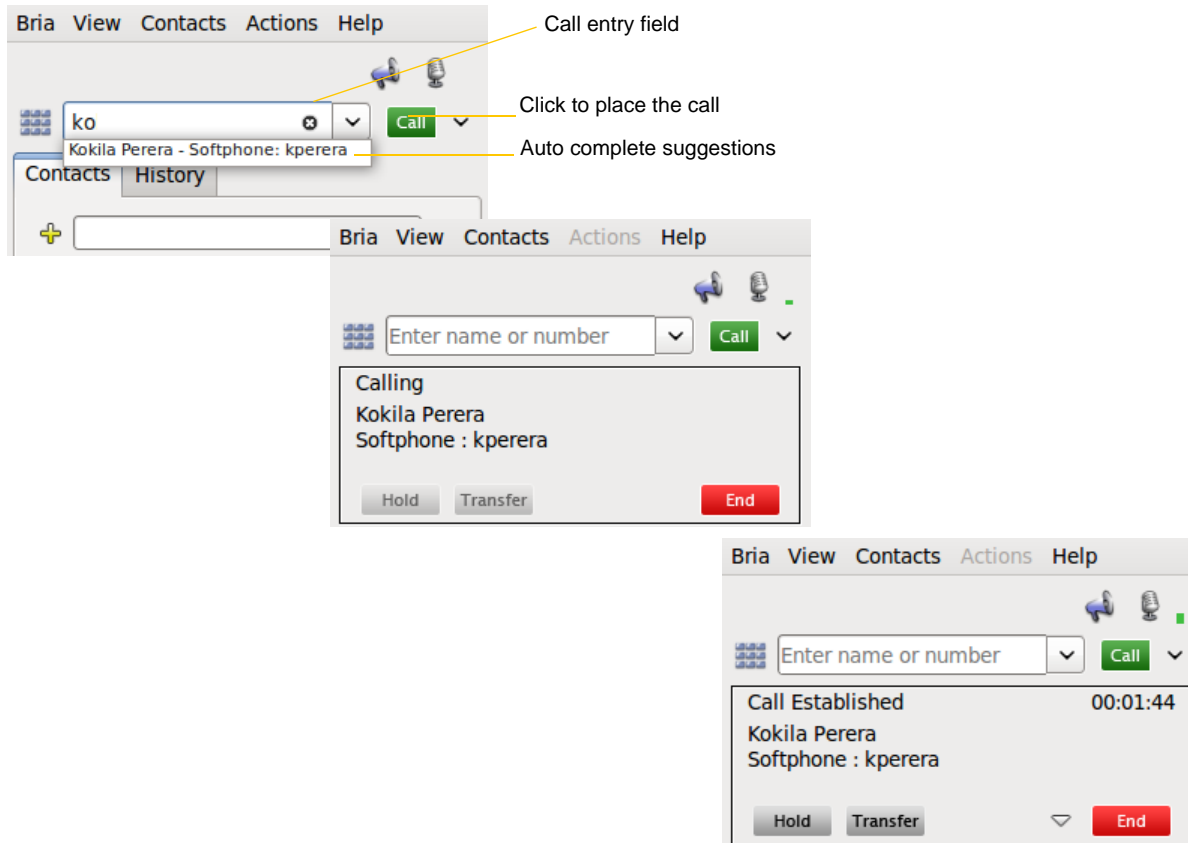 Bria View Contacts Actions Help
Call entry field
ko
Call
Click to place the call
Kokila Perera - Softphone: kperera
Auto complete suggestions
Contacts History
Bria View Contacts Actions Help
Enter name or number
Call
Calling
Kokila Perera
Softphone : kperera
Hold Transfer End
Bria View Contacts Actions Help
Enter name or number
Call
Call Established 00:01:44
Kokila Perera
Softphone : kperera
Hold Transfer End